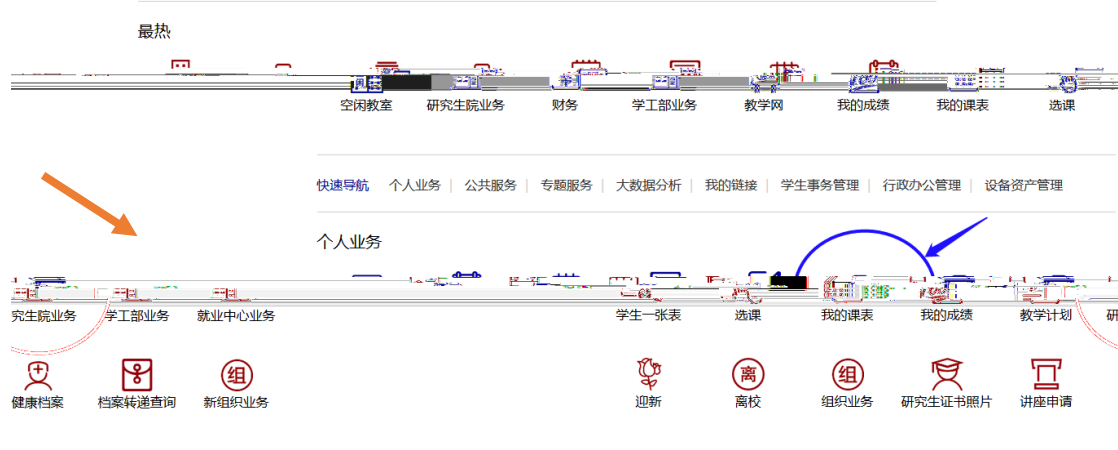 最热
空闲教室 研究生院业务 财务 学工部业务 教学网 我的成绩 我的课表 选课
快速导航 个人业务 | 公共服务 | 专题服务 | 大数据分析 | 我的链接 | 学生事务管理 | 行政办公管理 | 设备资产管理
个人业务
究生院业务 学工部业务 就业中心业务 学生一张表 选课 我的课表 我的成绩 教学计划 研
组 离 组
健康档案 档案转递查询 新组织业务 迎新 离校 组织业务 研究生证书照片 讲座申请